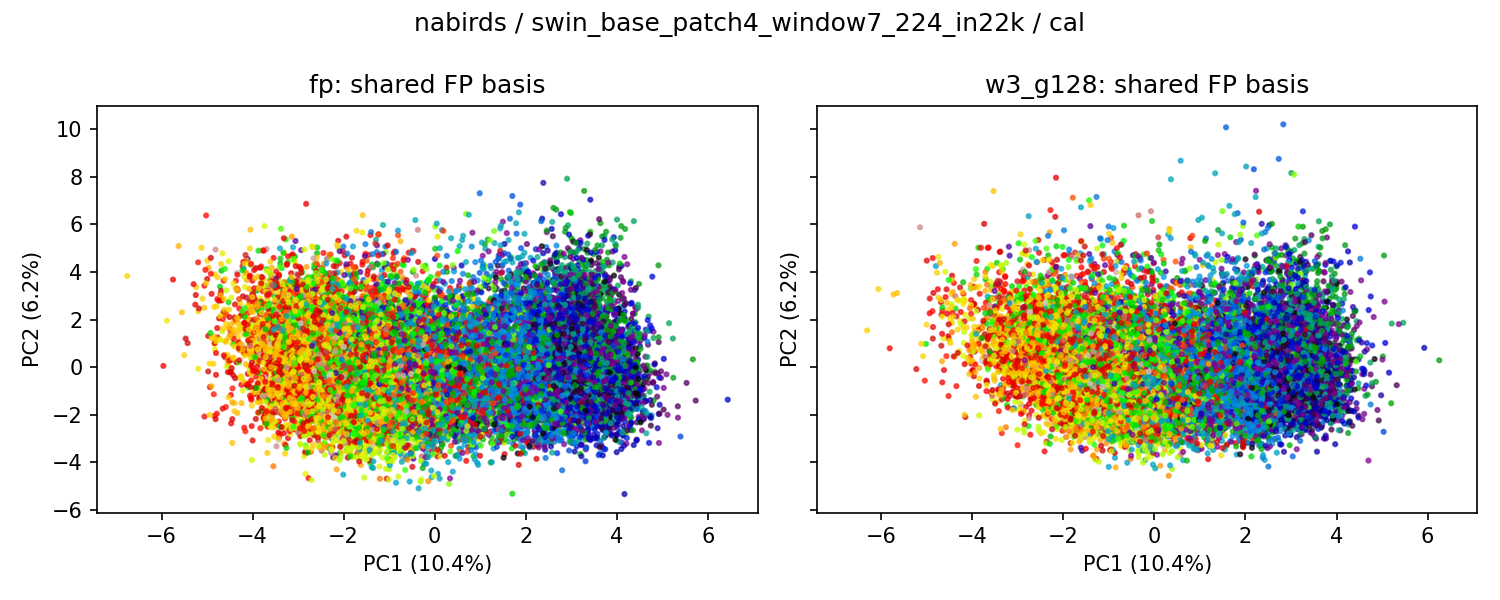 nabirds / swin_base_patch4_window7_224_in22k / cal
fp: shared FP basis
w3_g128: shared FP basis
10
8
6
4
2
0
−2
−4
−6
PC2 (6.2%)
PC2 (6.2%)
−6 −4 −2 0 2 4 6
−6 −4 −2 0 2 4 6
PC1 (10.4%)
PC1 (10.4%)